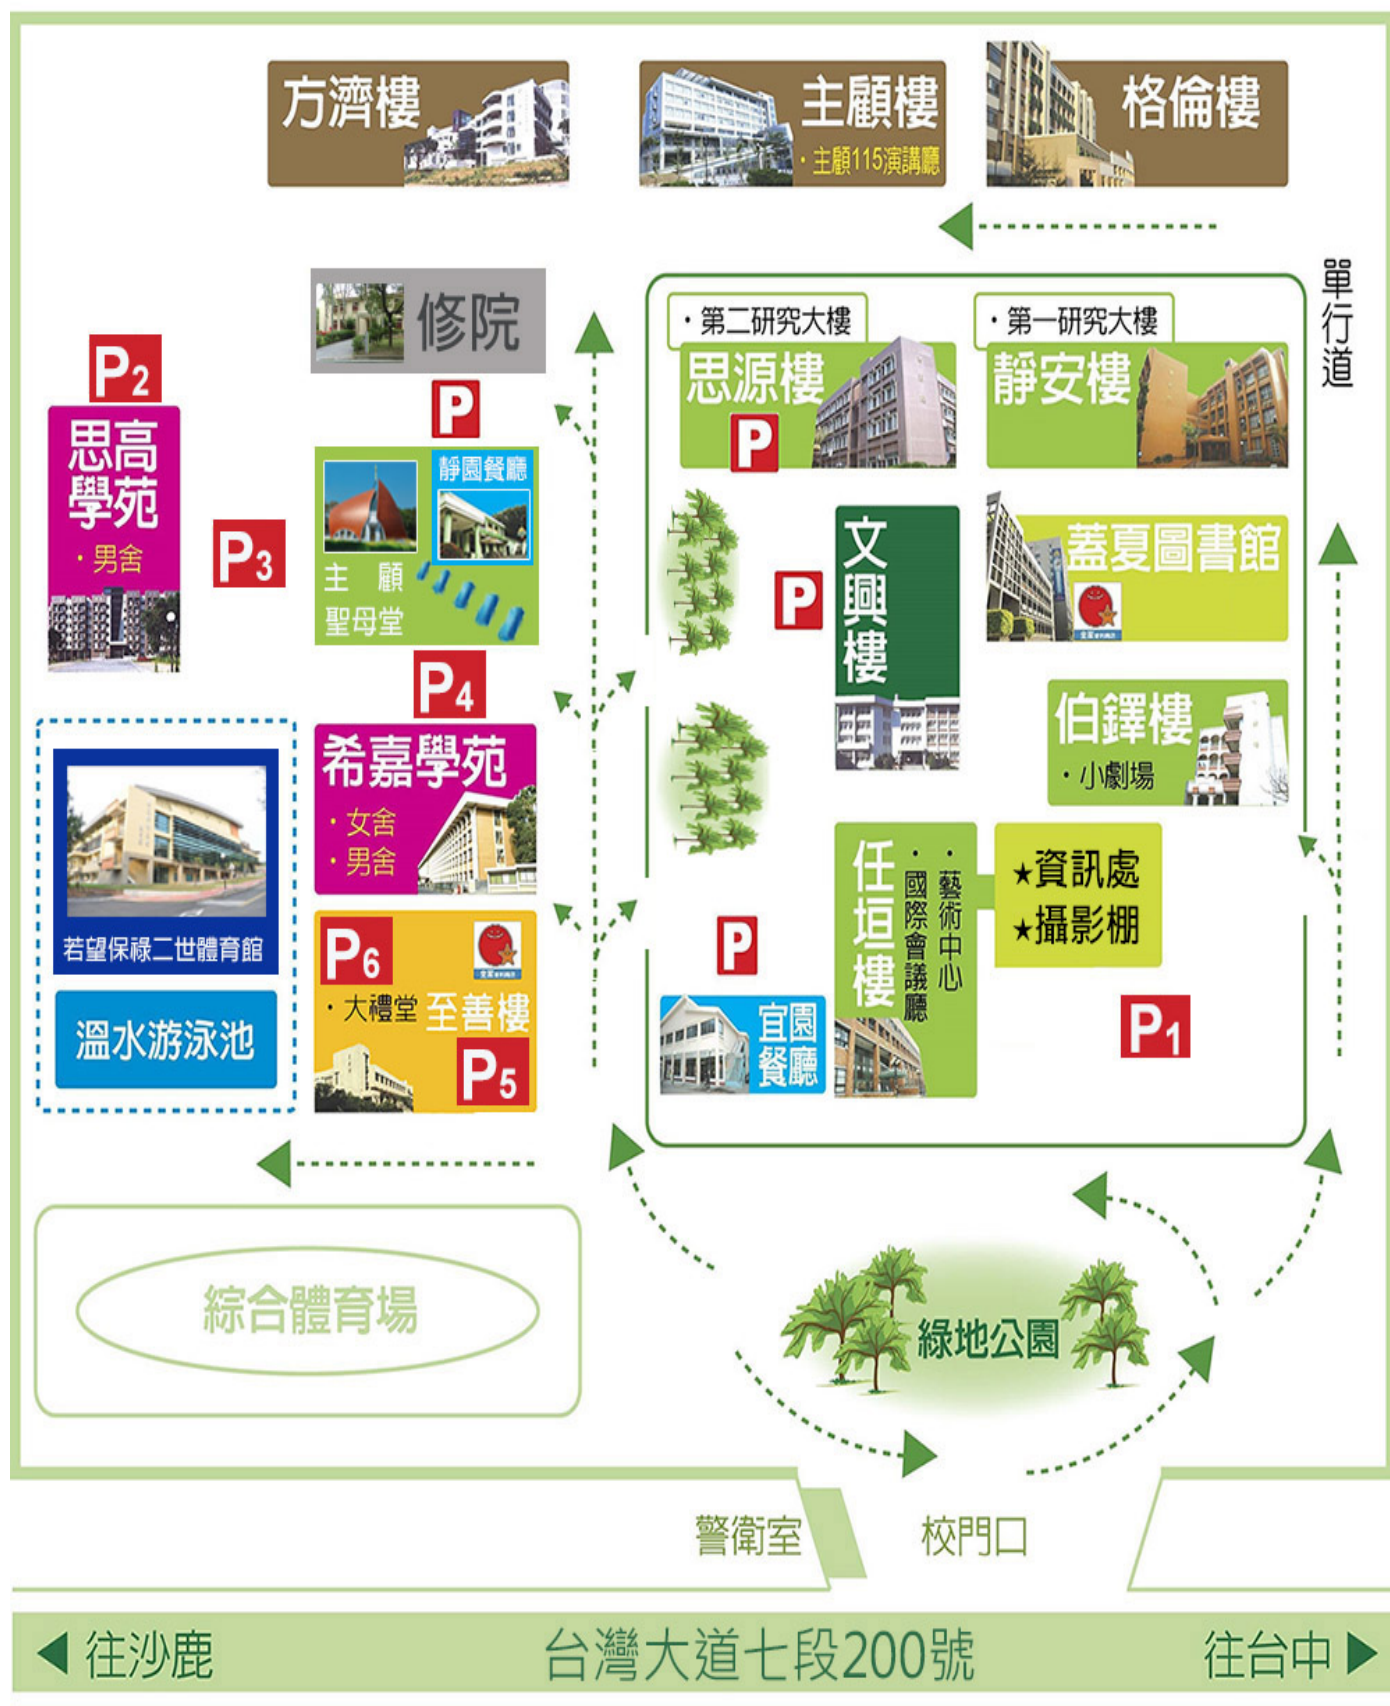 方濟樓
主顧樓
・主顧115演講廳
格倫樓
單行道
修院
・第二研究大樓
思源樓
P
・第一研究大樓
靜安樓
P2
思高
學苑
・男舍
P3
P
靜園餐廳
主 顧
聖母堂
P
文興樓
蓋夏圖書館
P4
希嘉學苑
・女舍
・男舍
伯鐸樓
・小劇場
若望保祿二世體育館
溫水游泳池
P6
・大禮堂
至善樓
P5
P
宜園
餐廳
任垣樓
・國際會議廳
・藝術中心
★資訊處
★攝影棚
P1
綜合體育場
綠地公園
警衛室
校門口
往沙鹿
台灣大道七段200號
往台中